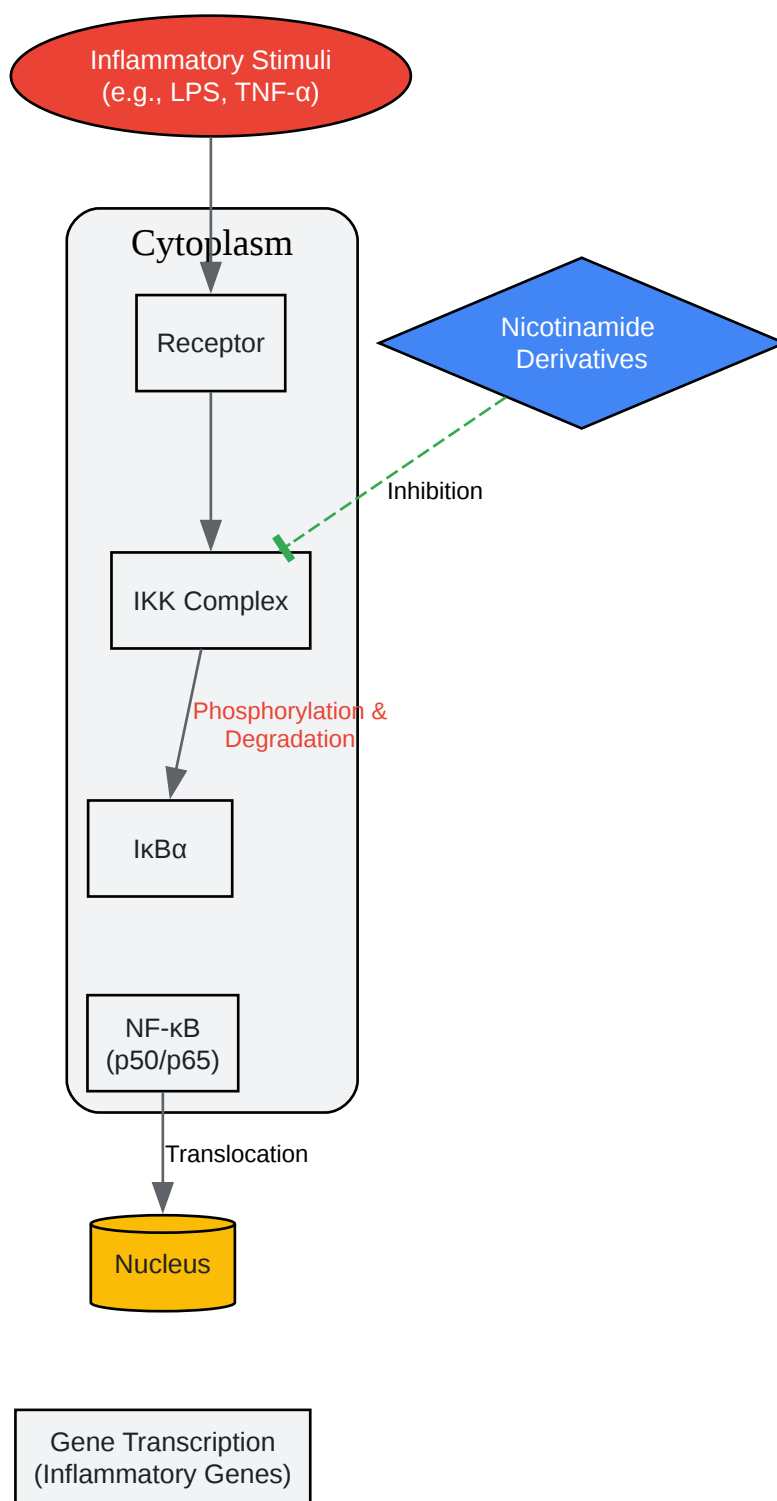 Inflammatory Stimuli
(e.g., LPS, TNF-α)
Cytoplasm
Receptor
Nicotinamide
Derivatives
Inhibition
IKK Complex
Phosphorylation &
Degradation
IκBα
NF-κB
(p50/p65)
Translocation
Nucleus
Gene Transcription
(Inflammatory Genes)